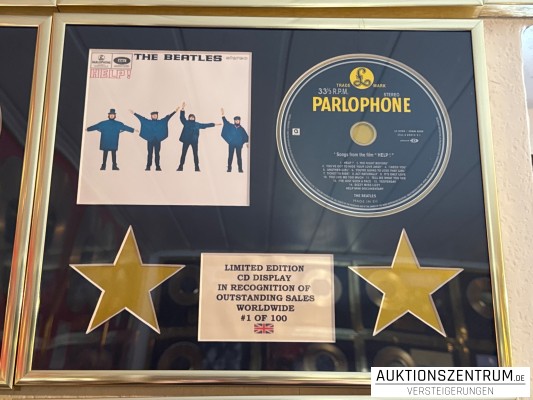 PARLOPHONE
THE BEATLES stereo
HELP!
TRADE MARK
33⅓ R.P.M.
STEREO
PARLOPHONE
"Songs from the film "HELP!"
THE BEATLES
LIMITED EDITION
CD DISPLAY
IN RECOGNITION OF
OUTSTANDING SALES
WORLDWIDE
#1 OF 100
AUKTIONSZENTRUM.DE
VERSTEIGERUNGEN